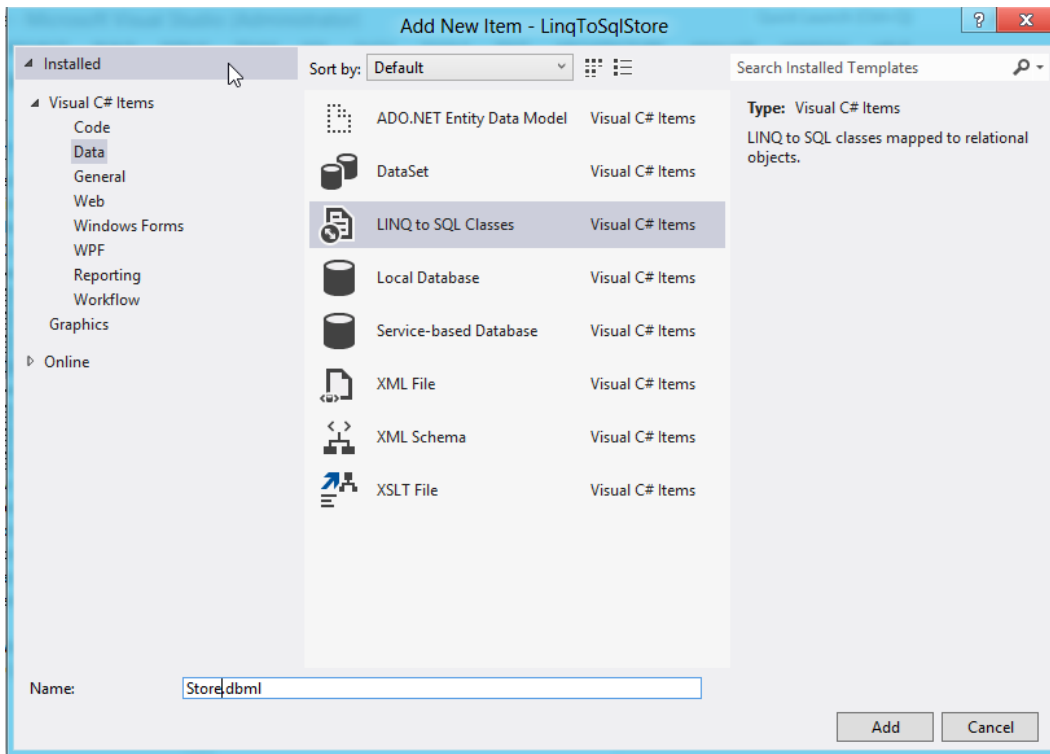 Add New Item - LinqToSqlStore
?
x
Installed
Sort by: Default
Search Installed Templates
Visual C# Items
Code
Data
General
Web
Windows Forms
WPF
Reporting
Workflow
Graphics
Online
ADO.NET Entity Data Model Visual C# Items
DataSet Visual C# Items
LINQ to SQL Classes Visual C# Items
Local Database Visual C# Items
Service-based Database Visual C# Items
XML File Visual C# Items
XML Schema Visual C# Items
XSLT File Visual C# Items
Type: Visual C# Items
LINQ to SQL classes mapped to relational
objects.
Name: Store.dbml
Add Cancel